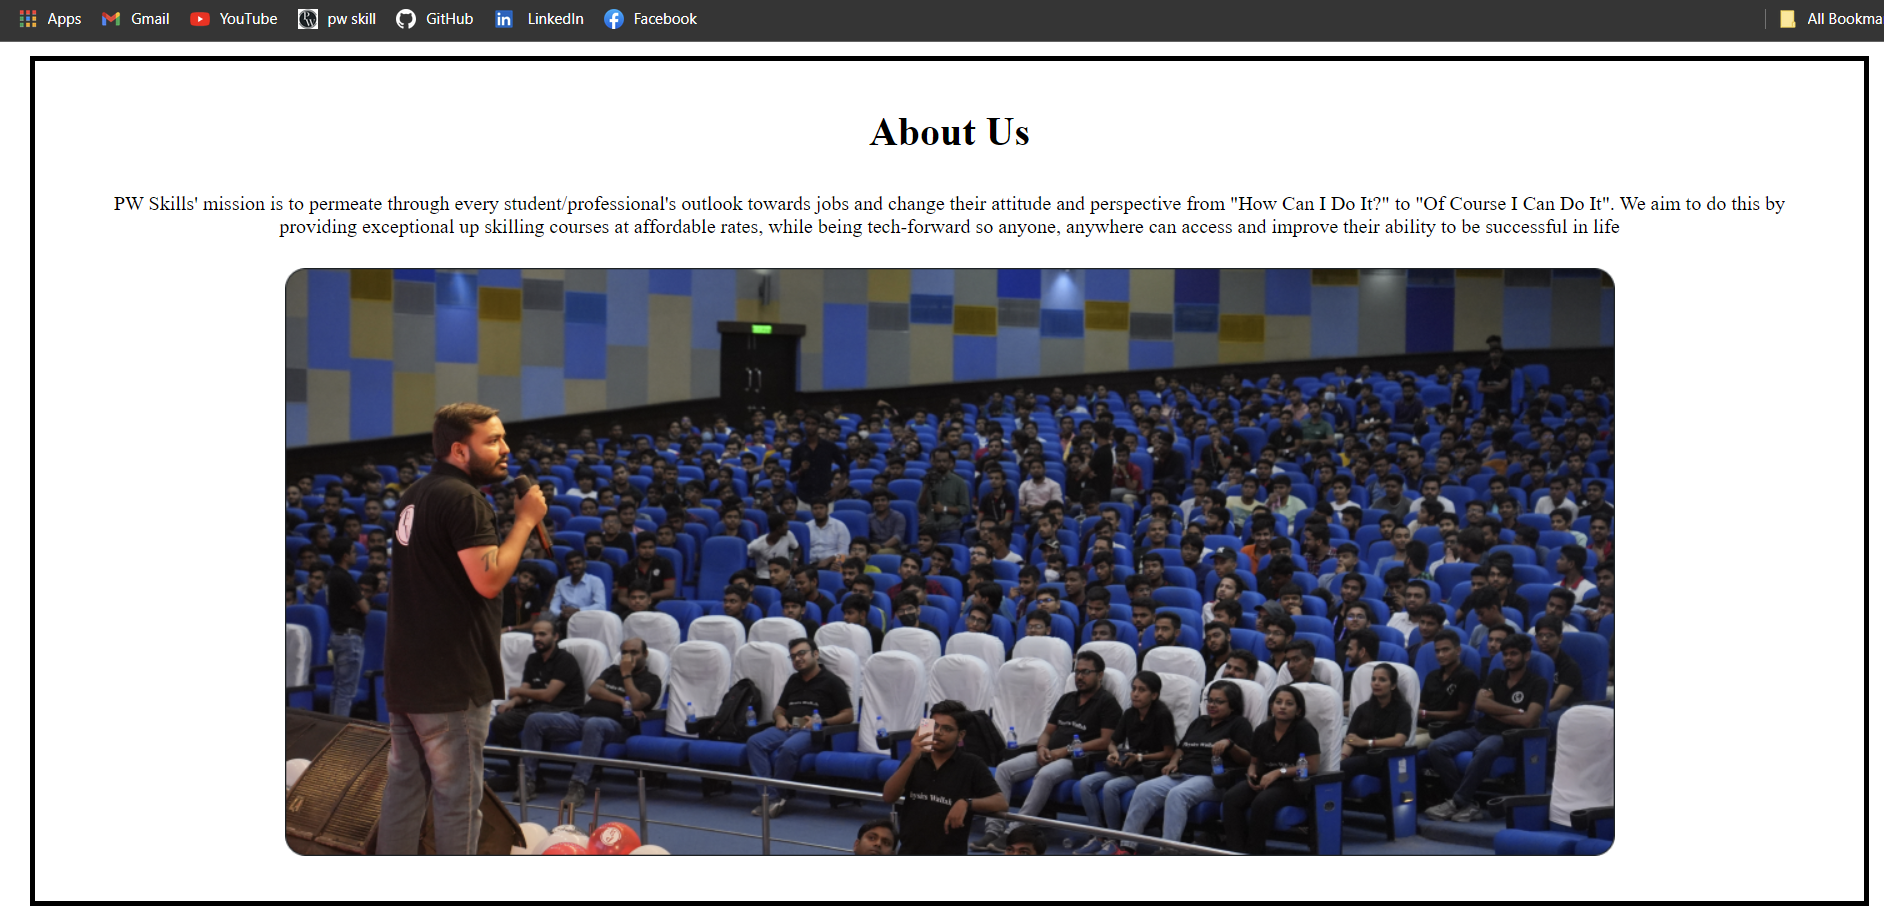 Apps Gmail YouTube pw skill GitHub LinkedIn Facebook All Bookma
About Us
PW Skills' mission is to permeate through every student/professional's outlook towards jobs and change their attitude and perspective from "How Can I Do It?" to "Of Course I Can Do It". We aim to do this by
providing exceptional up skilling courses at affordable rates, while being tech-forward so anyone, anywhere can access and improve their ability to be successful in life